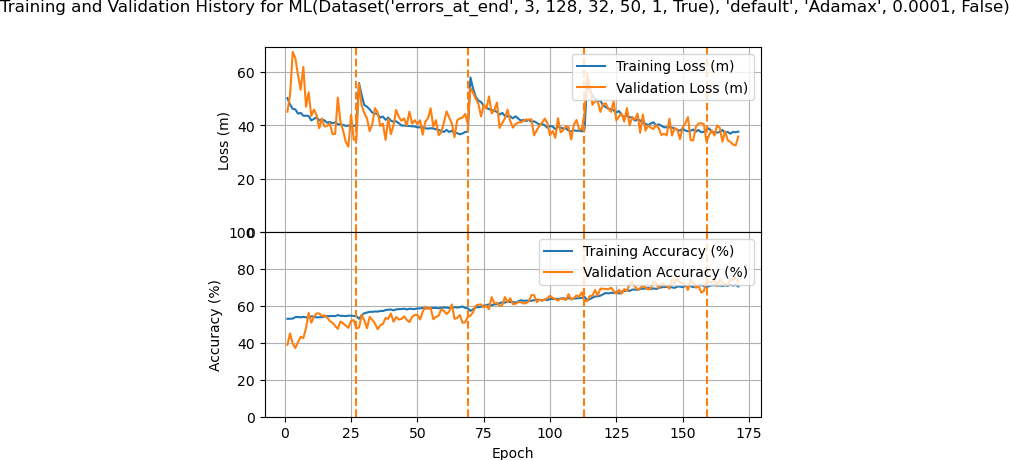 Training and Validation History for ML(Dataset('errors_at_end', 3, 128, 32, 50, 1, True), 'default', 'Adamax', 0.0001, False)
Training Loss (m)
Validation Loss (m)
60
40
20
0
Loss (m)
Training Accuracy (%)
Validation Accuracy (%)
100
80
60
40
20
0
Accuracy (%)
0 25 50 75 100 125 150 175
Epoch